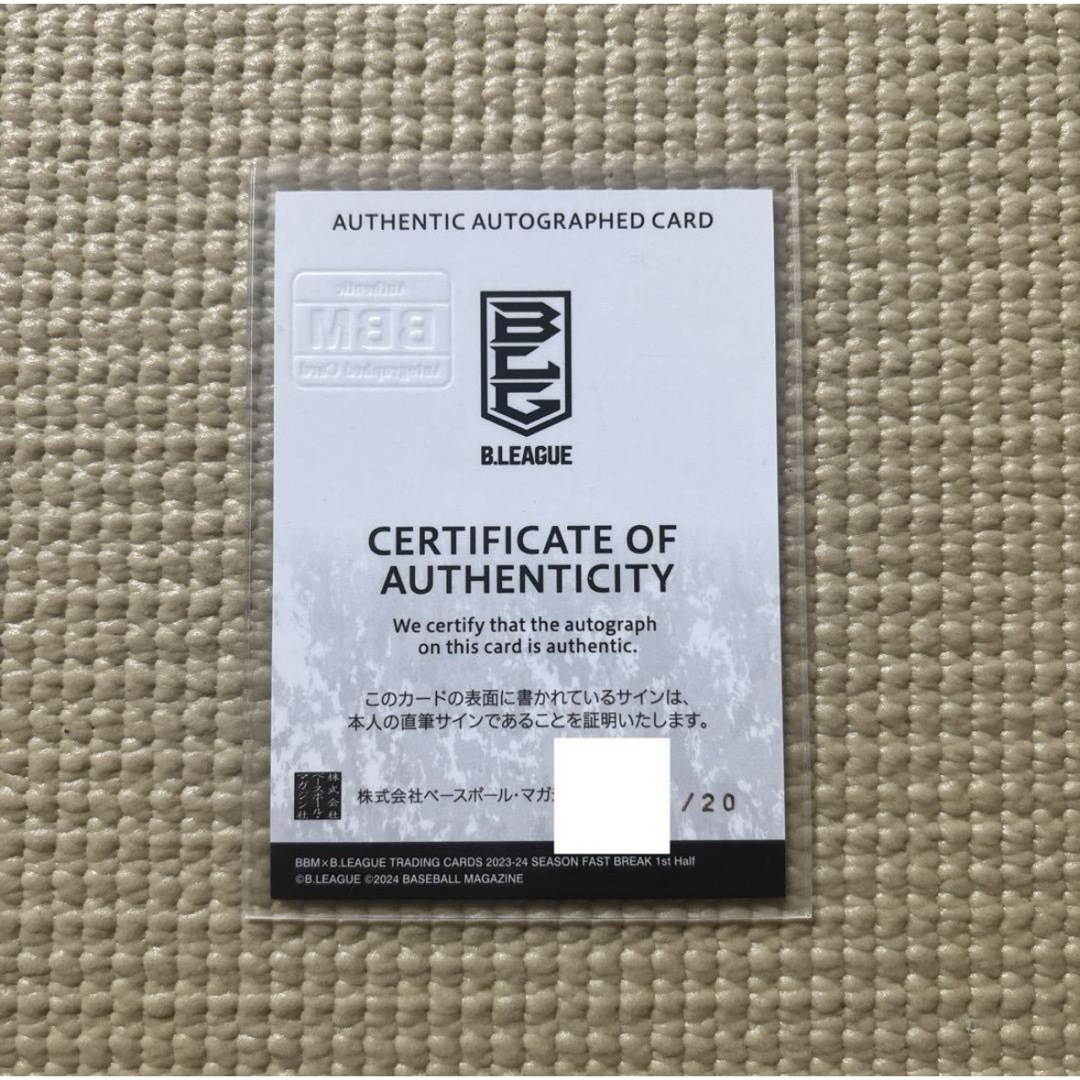 AUTHENTIC AUTOGRAPHED CARD
Authentic
BBM
Autographed Card
BLG
B.LEAGUE
CERTIFICATE OF
AUTHENTICITY
We certify that the autograph
on this card is authentic.
このカードの表面に書かれているサインは、
本人の直筆サインであることを証明いたします。
株式会社
ベースボール・
マガジン社
株式会社ベースボール・マガ
/20
BBM×B.LEAGUE TRADING CARDS 2023-24 SEASON FAST BREAK 1st Half
©B.LEAGUE ©2024 BASEBALL MAGAZINE